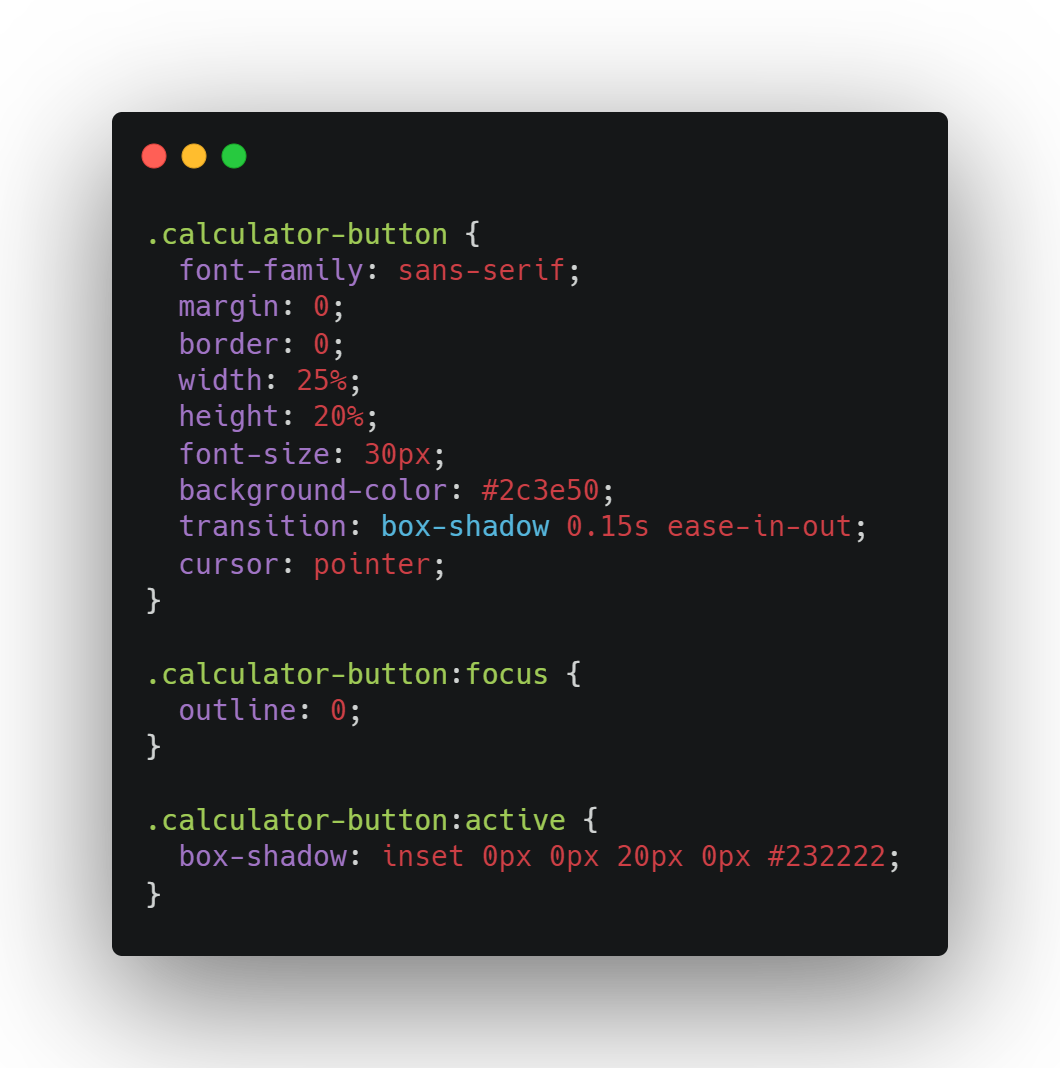 .calculator-button {
  font-family: sans-serif;
  margin: 0;
  border: 0;
  width: 25%;
  height: 20%;
  font-size: 30px;
  background-color: #2c3e50;
  transition: box-shadow 0.15s ease-in-out;
  cursor: pointer;
}

.calculator-button:focus {
  outline: 0;
}

.calculator-button:active {
  box-shadow: inset 0px 0px 20px 0px #232222;
}